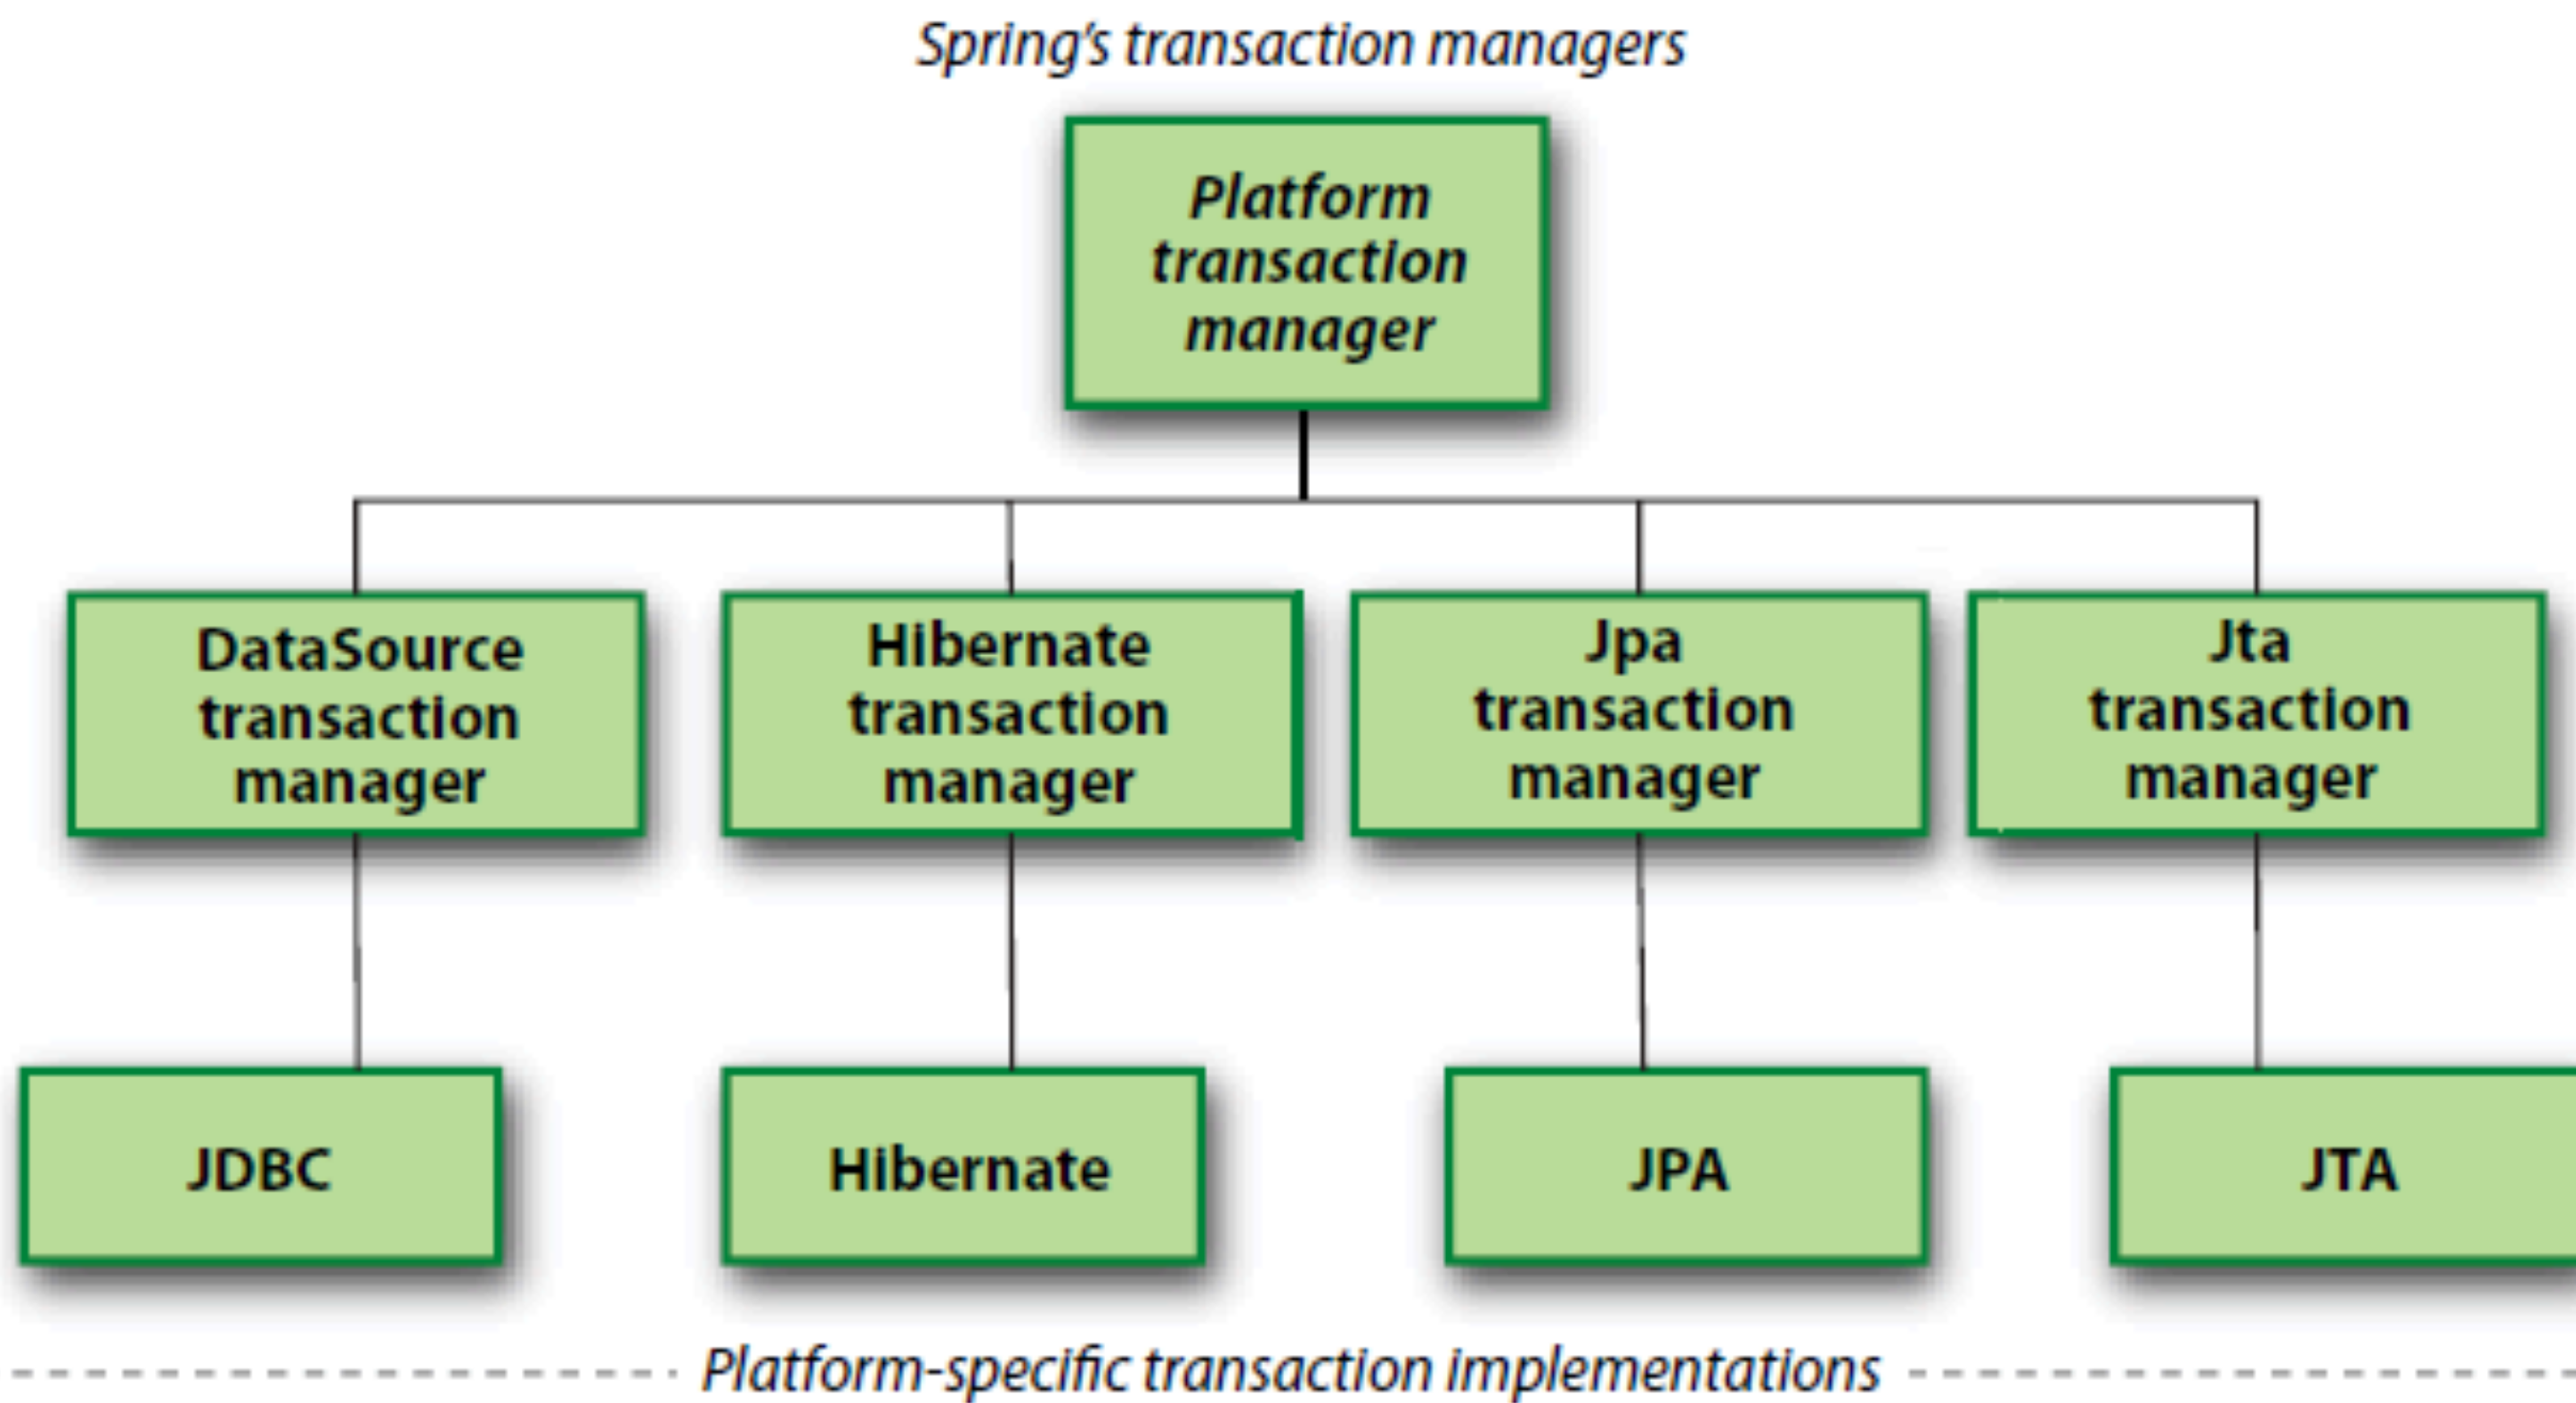 Spring's transaction managers
Platform
transaction
manager
DataSource
transaction
manager
Hibernate
transaction
manager
Jpa
transaction
manager
Jta
transaction
manager
JDBC
Hibernate
JPA
JTA
Platform-specific transaction implementations